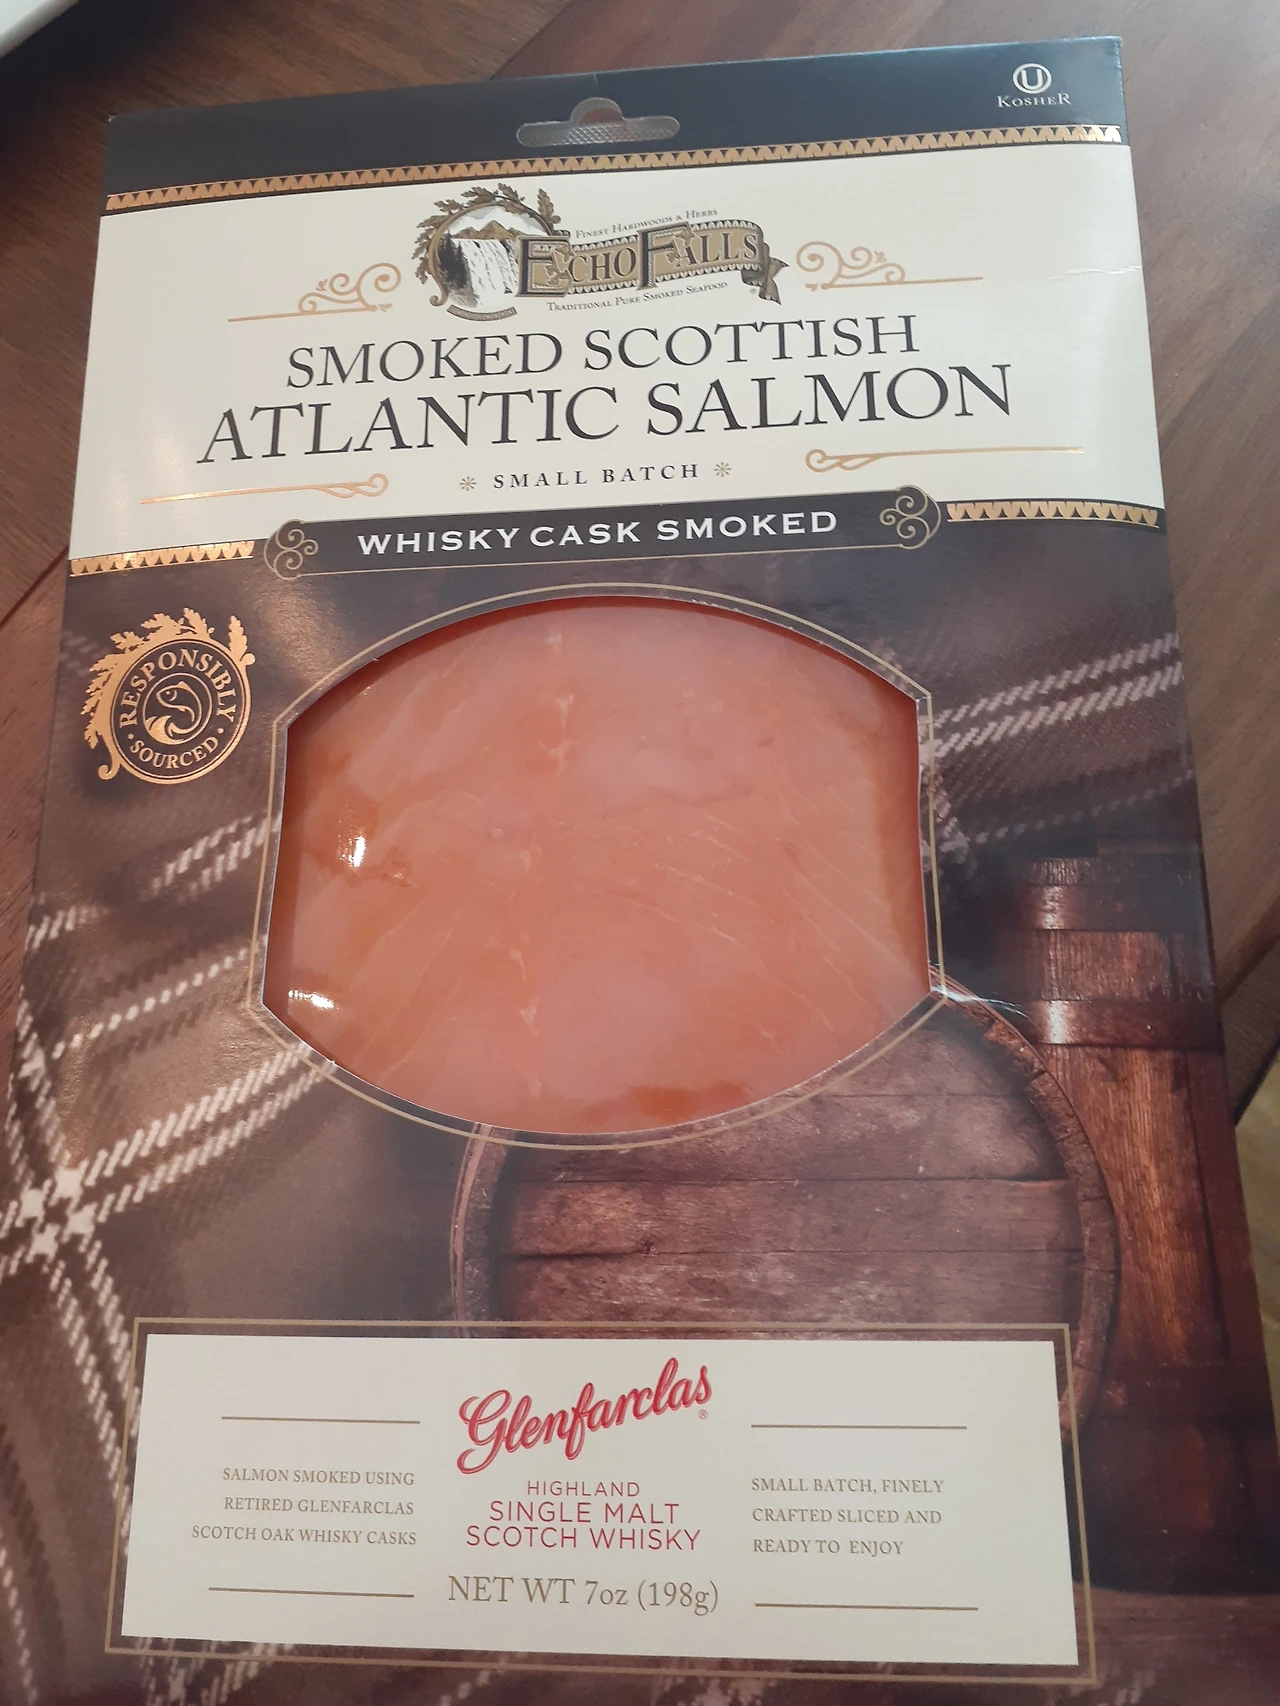 U
KOSHER
FINEST HARDWOODS & HERBS
ECHO FALLS
TRADITIONAL PURE SMOKED SEAFOOD
®
SMOKED SCOTTISH
ATLANTIC SALMON
SMALL BATCH
WHISKY CASK SMOKED
RESPONSIBLY
SOURCED
Glenfarclas®
HIGHLAND
SINGLE MALT
SCOTCH WHISKY
SALMON SMOKED USING
RETIRED GLENFARCLAS
SCOTCH OAK WHISKY CASKS
SMALL BATCH, FINELY
CRAFTED SLICED AND
READY TO ENJOY
NET WT 7oz (198g)